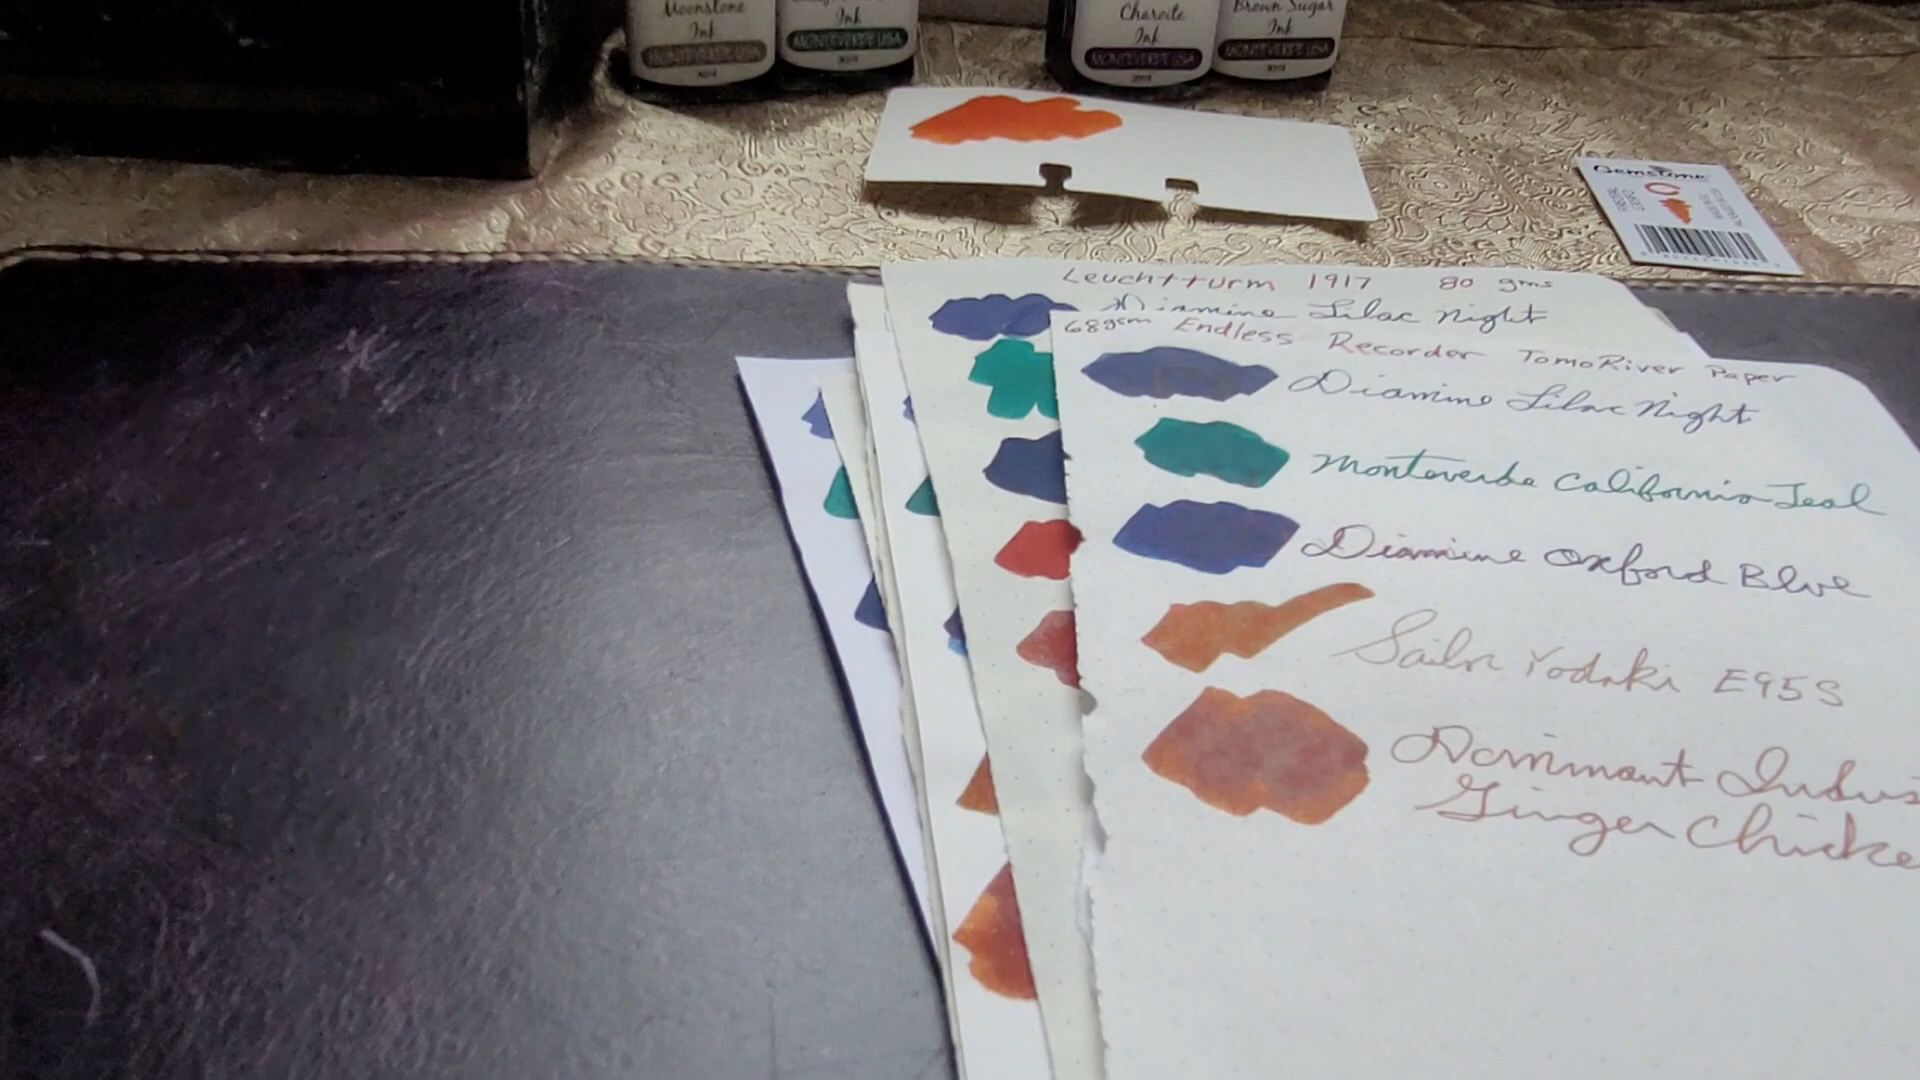 Moonstone
Ink
MONTEVERDE USA
Ink
MONTEVERDE USA
Charoite
Ink
MONTEVERDE USA
Brown Sugar
Ink
MONTEVERDE USA
Gemstone
Leuchtturm 1917 80 gms
Diamine Lilac Night
68gsm Endless Recorder TomoRiver Paper
Diamine Lilac Night
Monteverde California Teal
Diamine Oxford Blue
Sailor Yodaki E95S
Dominant Indus
Ginger Chicke